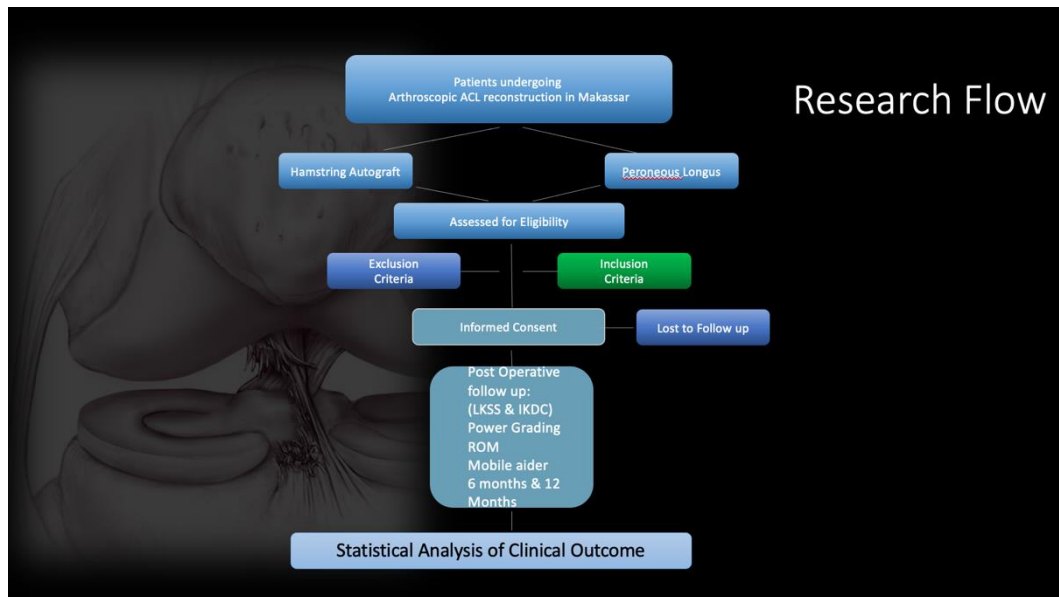 Research Flow
Patients undergoing
Arthroscopic ACL reconstruction in Makassar
Hamstring Autograft
Peroneous Longus
Assessed for Eligibility
Exclusion
Criteria
Inclusion
Criteria
Informed Consent
Lost to Follow up
Post Operative
follow up:
(LKSS & IKDC)
Power Grading
ROM
Mobile aider
6 months & 12
Months
Statistical Analysis of Clinical Outcome